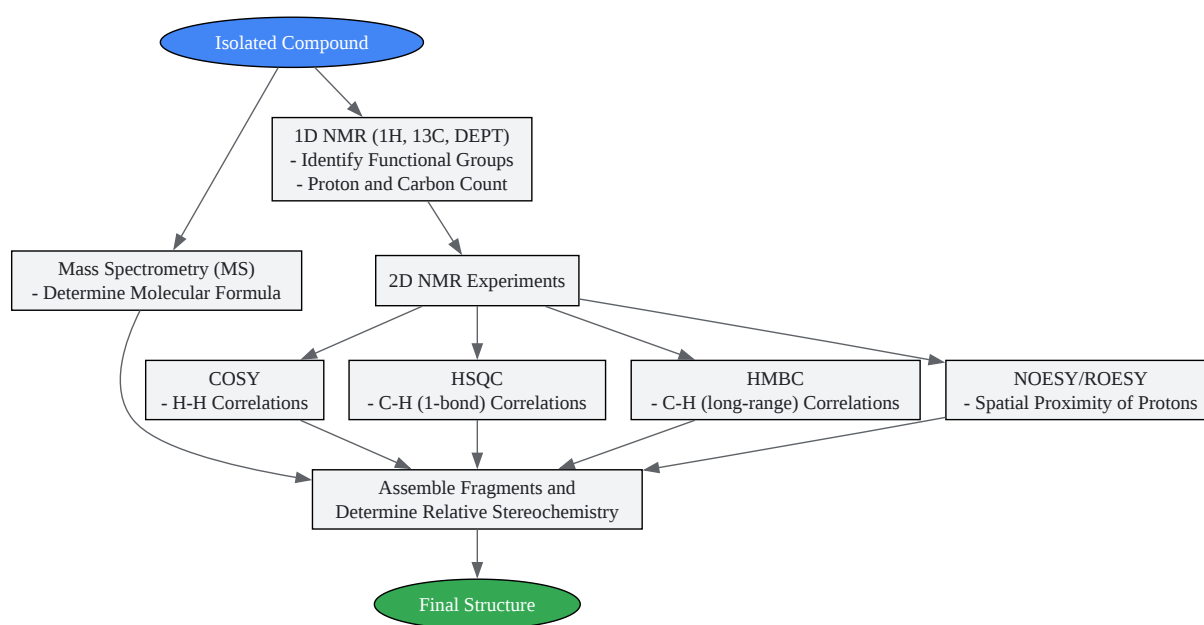 Isolated Compound
1D NMR (1H, 13C, DEPT)
- Identify Functional Groups
- Proton and Carbon Count
Mass Spectrometry (MS)
- Determine Molecular Formula
2D NMR Experiments
COSY
- H-H Correlations
HSQC
- C-H (1-bond) Correlations
HMBC
- C-H (long-range) Correlations
NOESY/ROESY
- Spatial Proximity of Protons
Assemble Fragments and
Determine Relative Stereochemistry
Final Structure